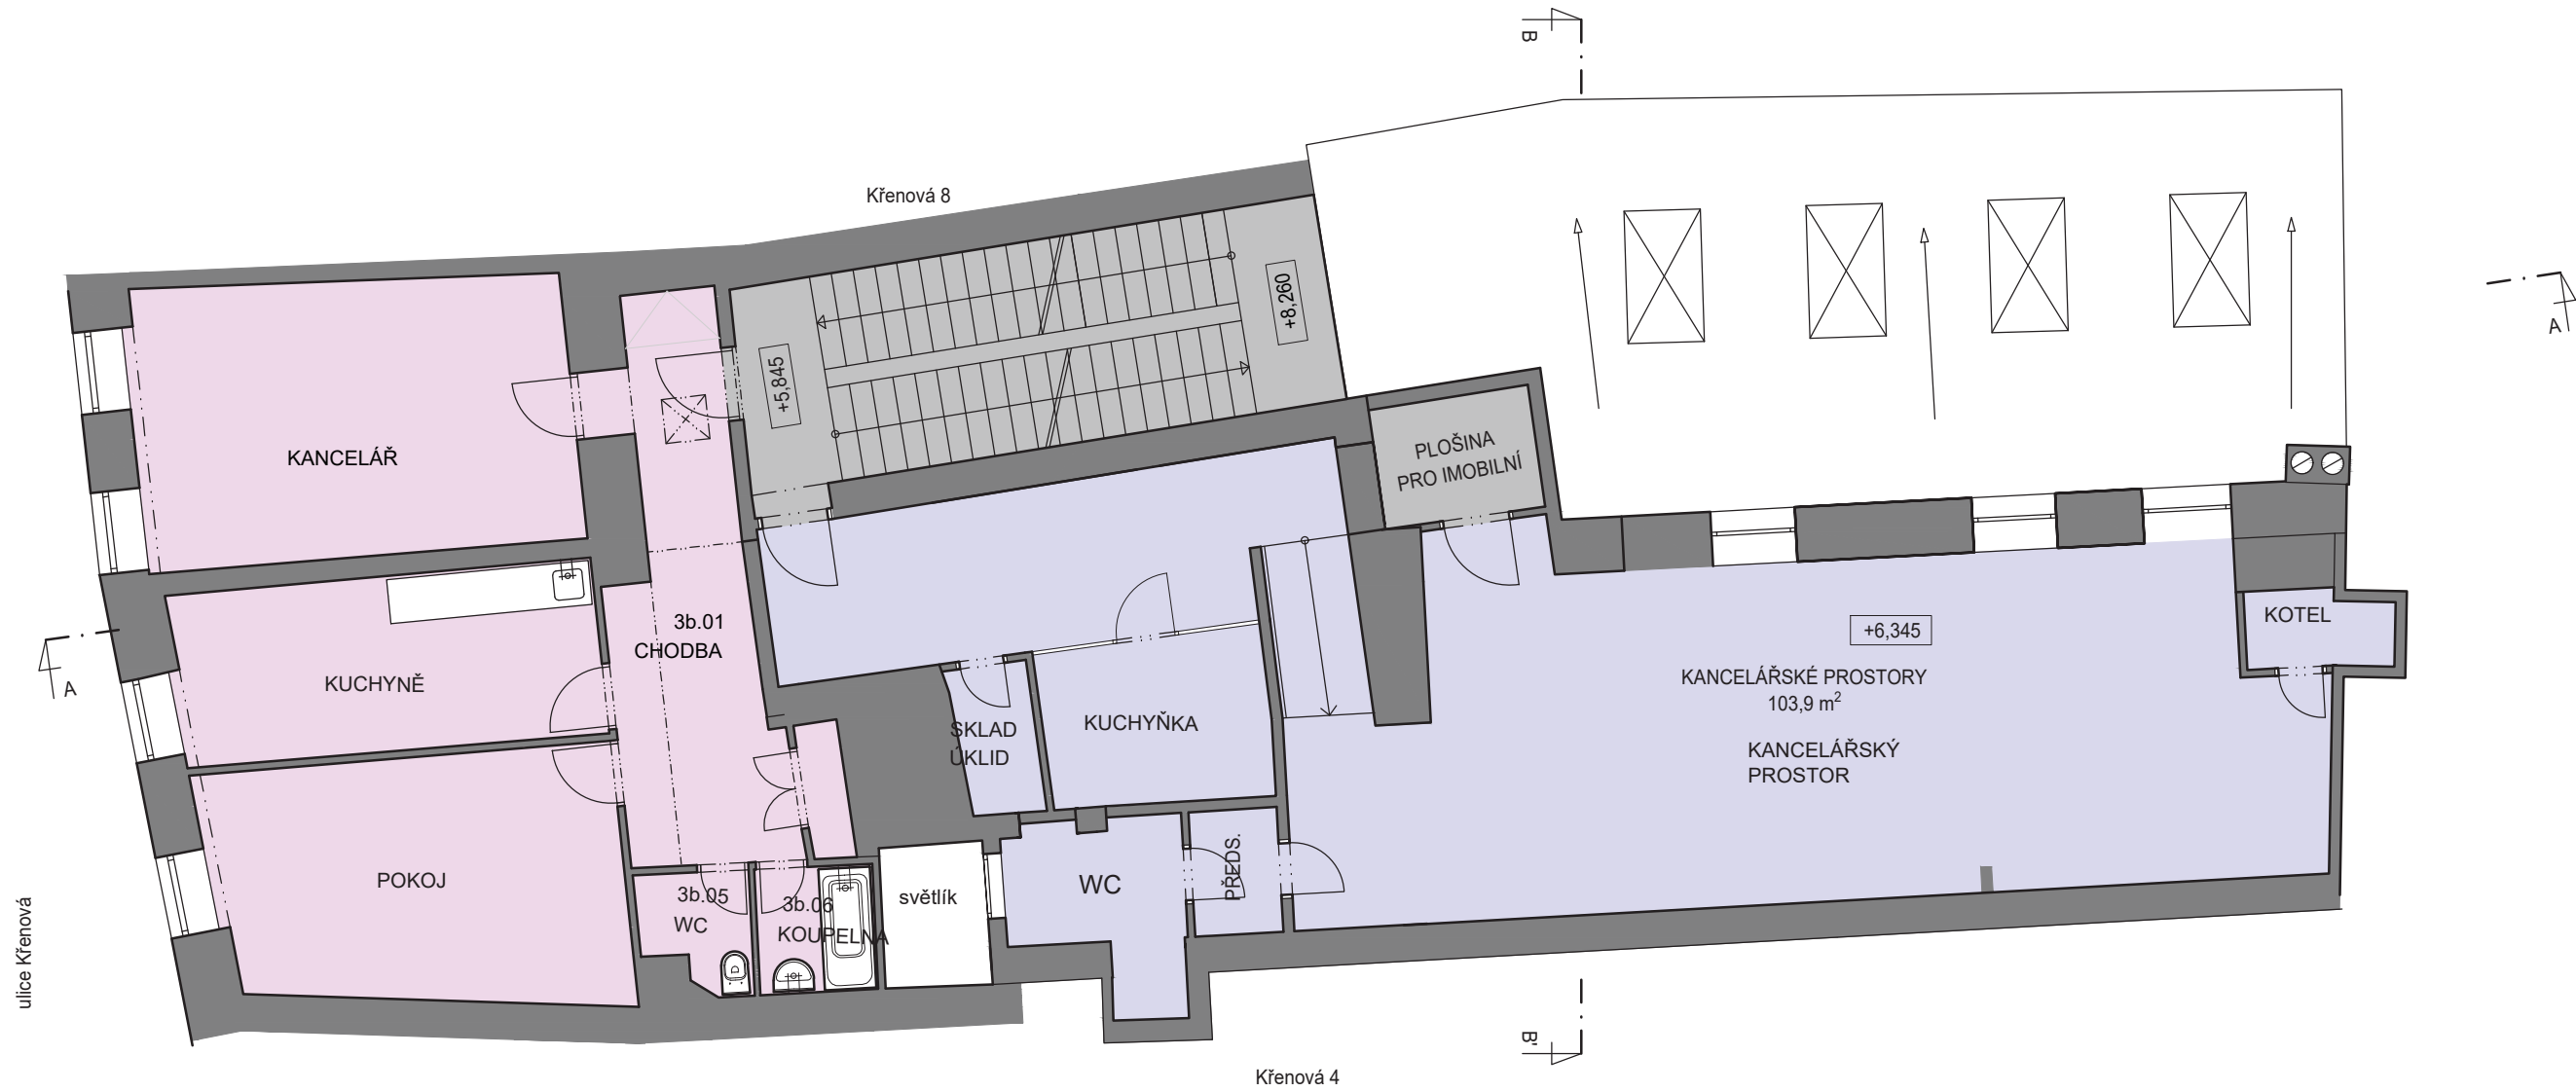 B
Křenová 8
+8,260
+5,845
A
KANCELÁŘ
PLOŠINA
PRO IMOBILNÍ
3b.01
CHODBA
+6,345
KOTEL
KUCHYNĚ
A
KANCELÁŘSKÉ PROSTORY
103,9 m²
SKLAD
ÚKLID
KUCHYŇKA
KANCELÁŘSKÝ
PROSTOR
POKOJ
3b.05
WC
3b.06
KOUPELNA
světlík
WC
PŘEDS.
ulice Křenová
B'
Křenová 4